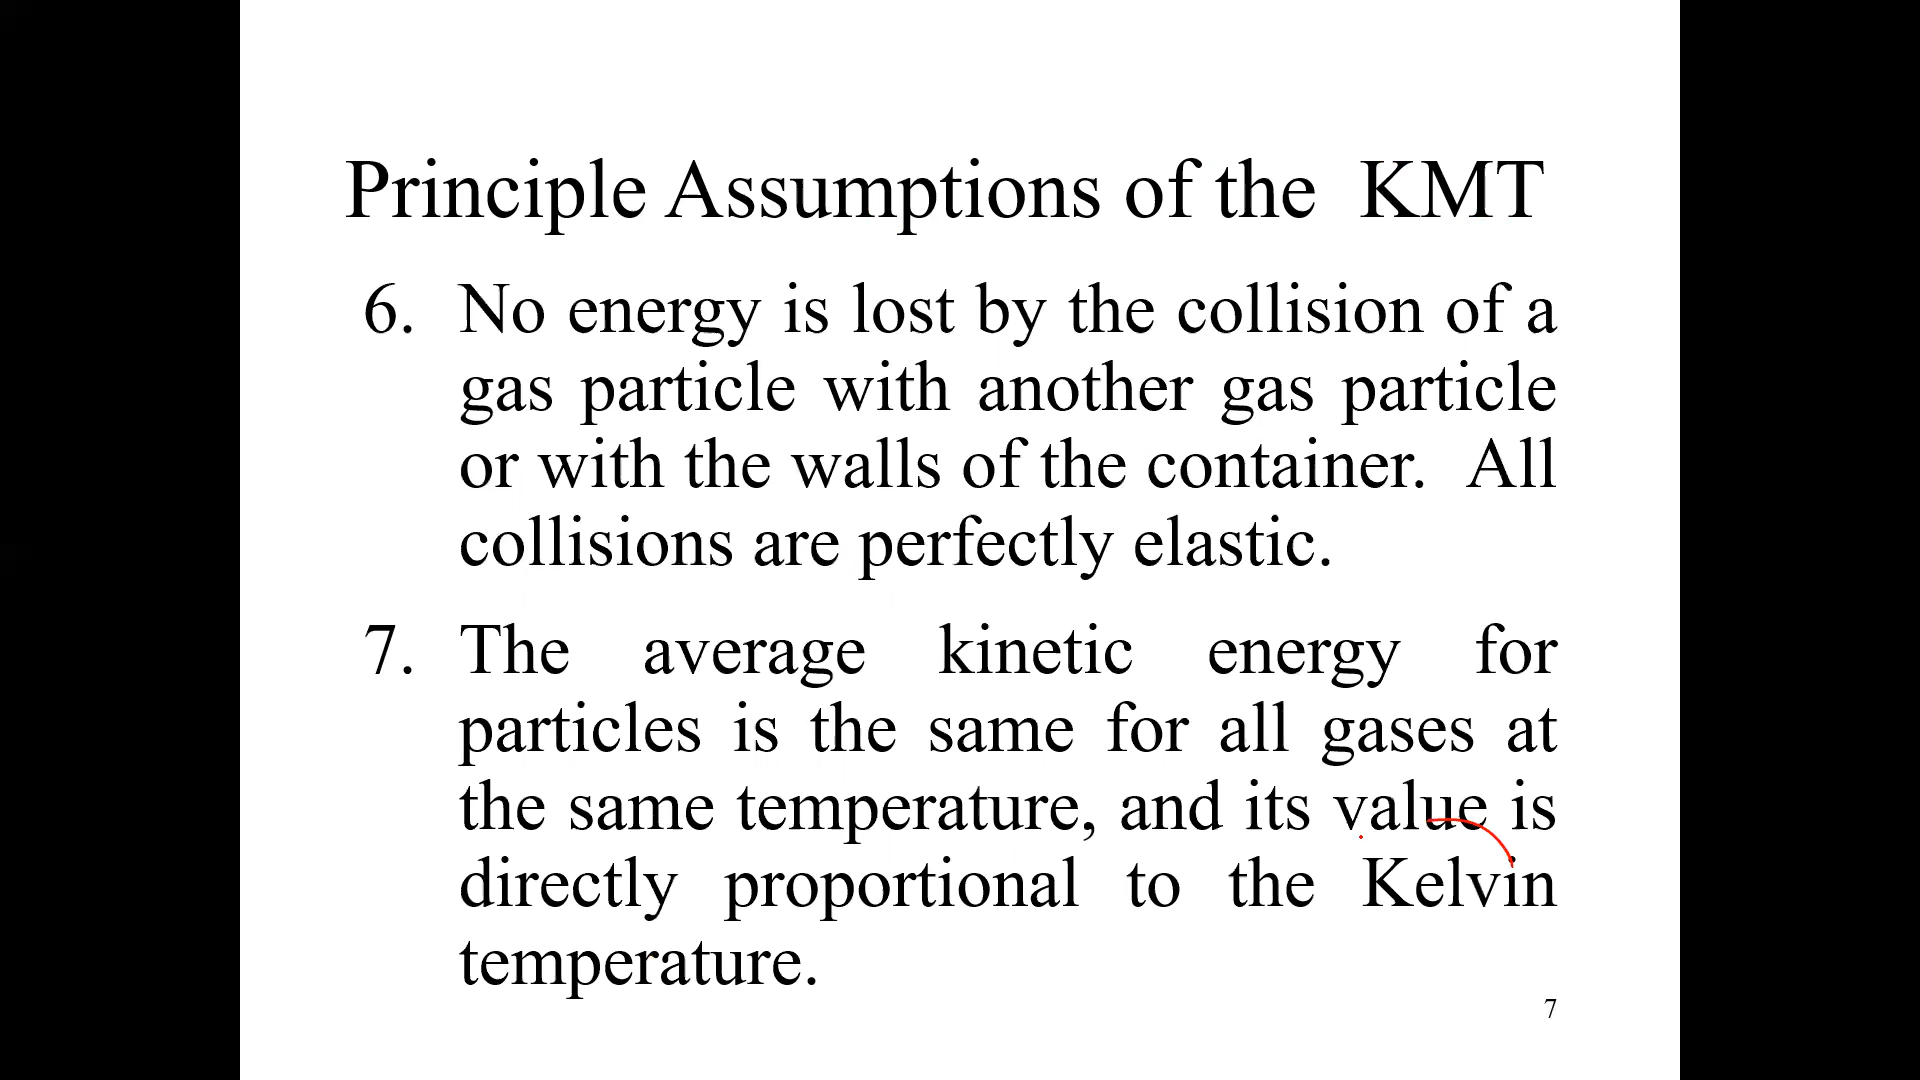 Principle Assumptions of the KMT
6. No energy is lost by the collision of a
gas particle with another gas particle
or with the walls of the container. All
collisions are perfectly elastic.
7. The average kinetic energy for
particles is the same for all gases at
the same temperature, and its value is
directly proportional to the Kelvin
temperature.
7